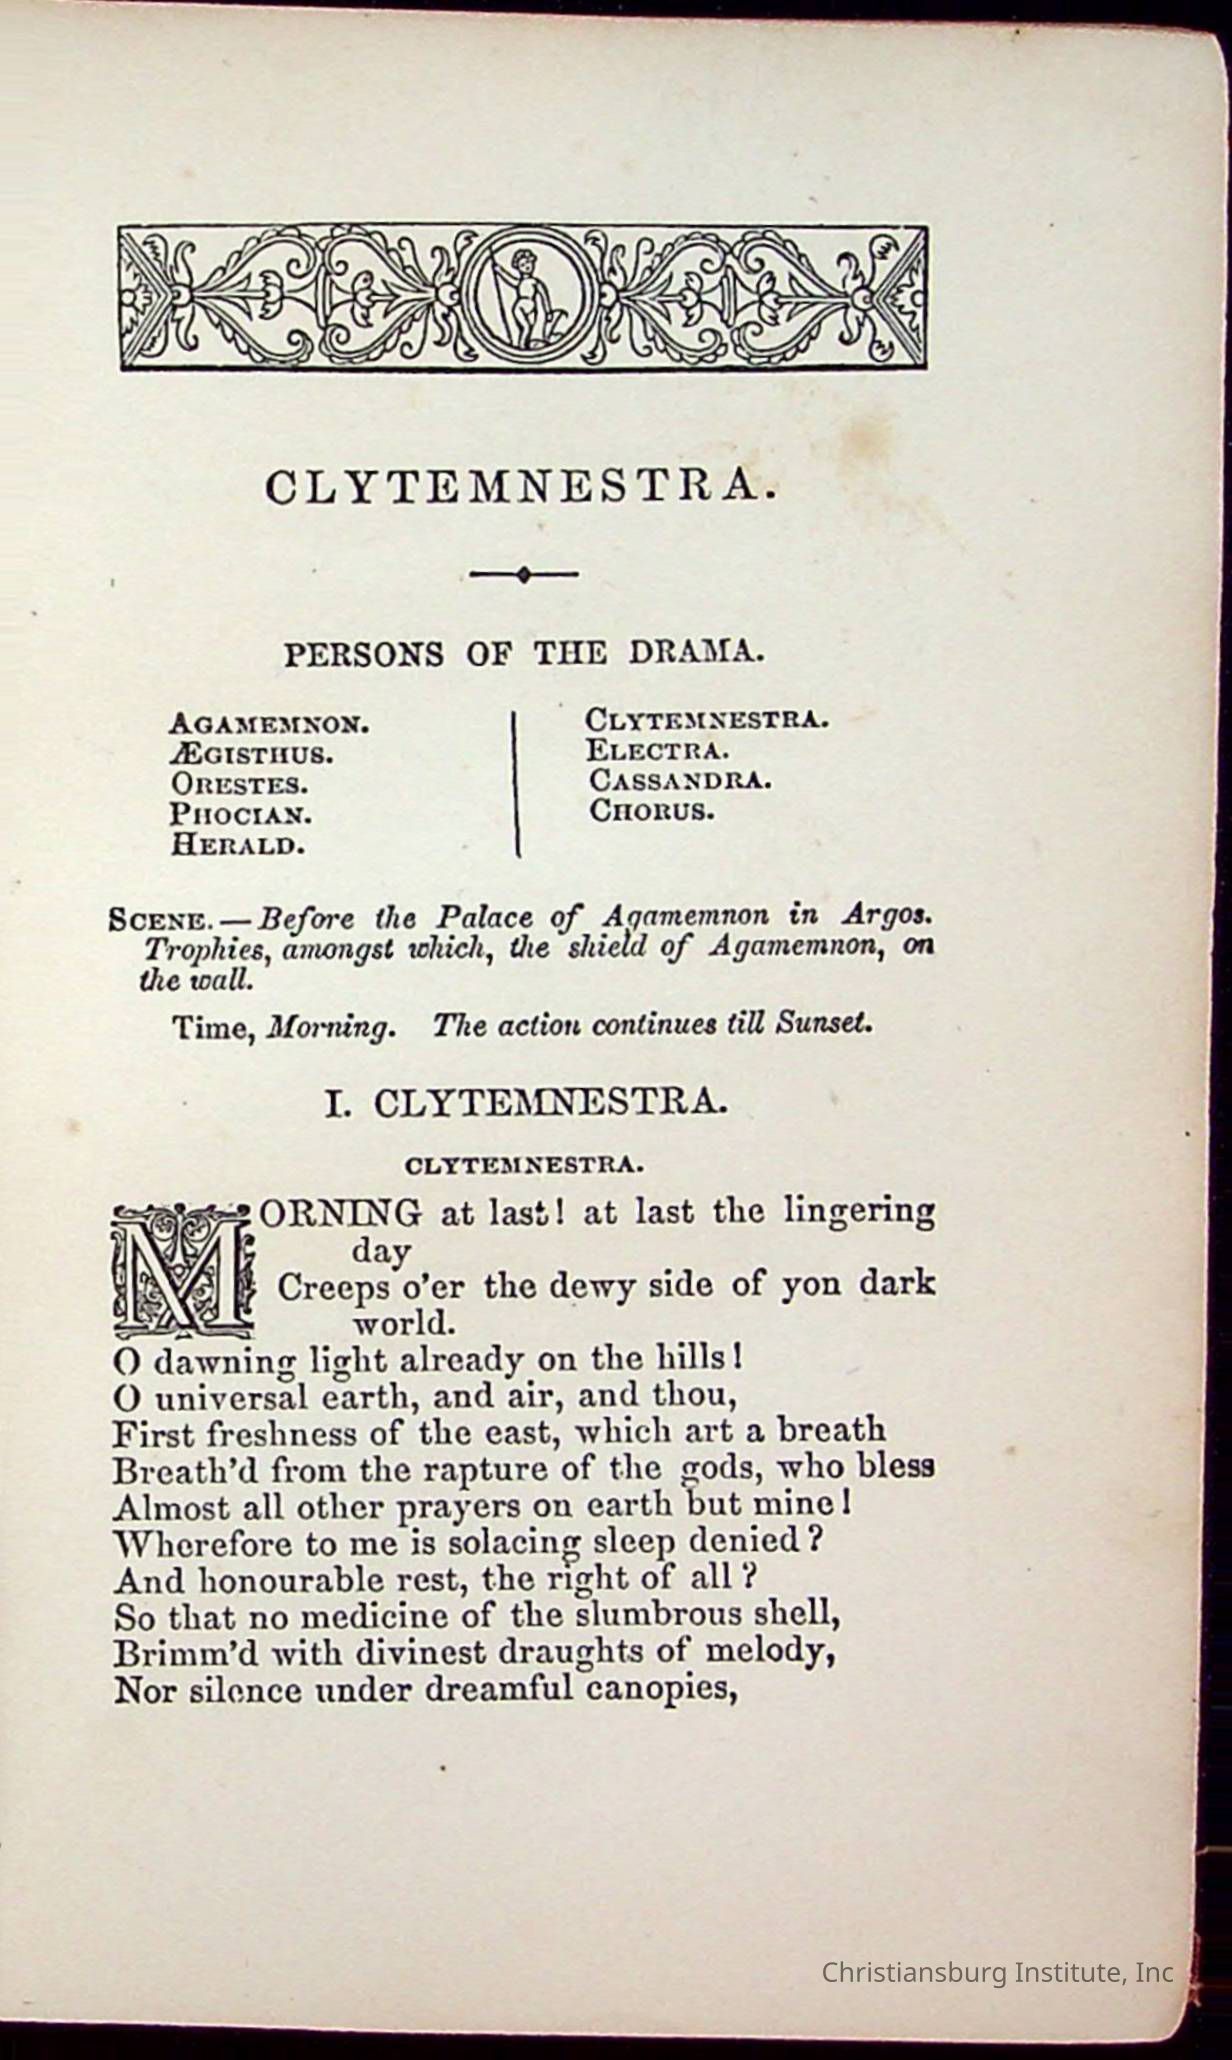 CLYTEMNESTRA.
PERSONS OF THE DRAMA.
AGAMEMNON.
ÆGISTHUS.
ORESTES.
PHOCIAN.
HERALD.
CLYTEMNESTRA.
ELECTRA.
CASSANDRA.
CHORUS.
SCENE.—Before the Palace of Agamemnon in Argos.
Trophies, amongst which, the shield of Agamemnon, on
the wall.
Time, Morning. The action continues till Sunset.
I. CLYTEMNESTRA.
CLYTEMNESTRA.
MORNING at last! at last the lingering
day
Creeps o'er the dewy side of yon dark
world.
O dawning light already on the hills!
O universal earth, and air, and thou,
First freshness of the east, which art a breath
Breath'd from the rapture of the gods, who bless
Almost all other prayers on earth but mine!
Wherefore to me is solacing sleep denied?
And honourable rest, the right of all?
So that no medicine of the slumbrous shell,
Brimm'd with divinest draughts of melody,
Nor silence under dreamful canopies,
Christiansburg Institute, Inc